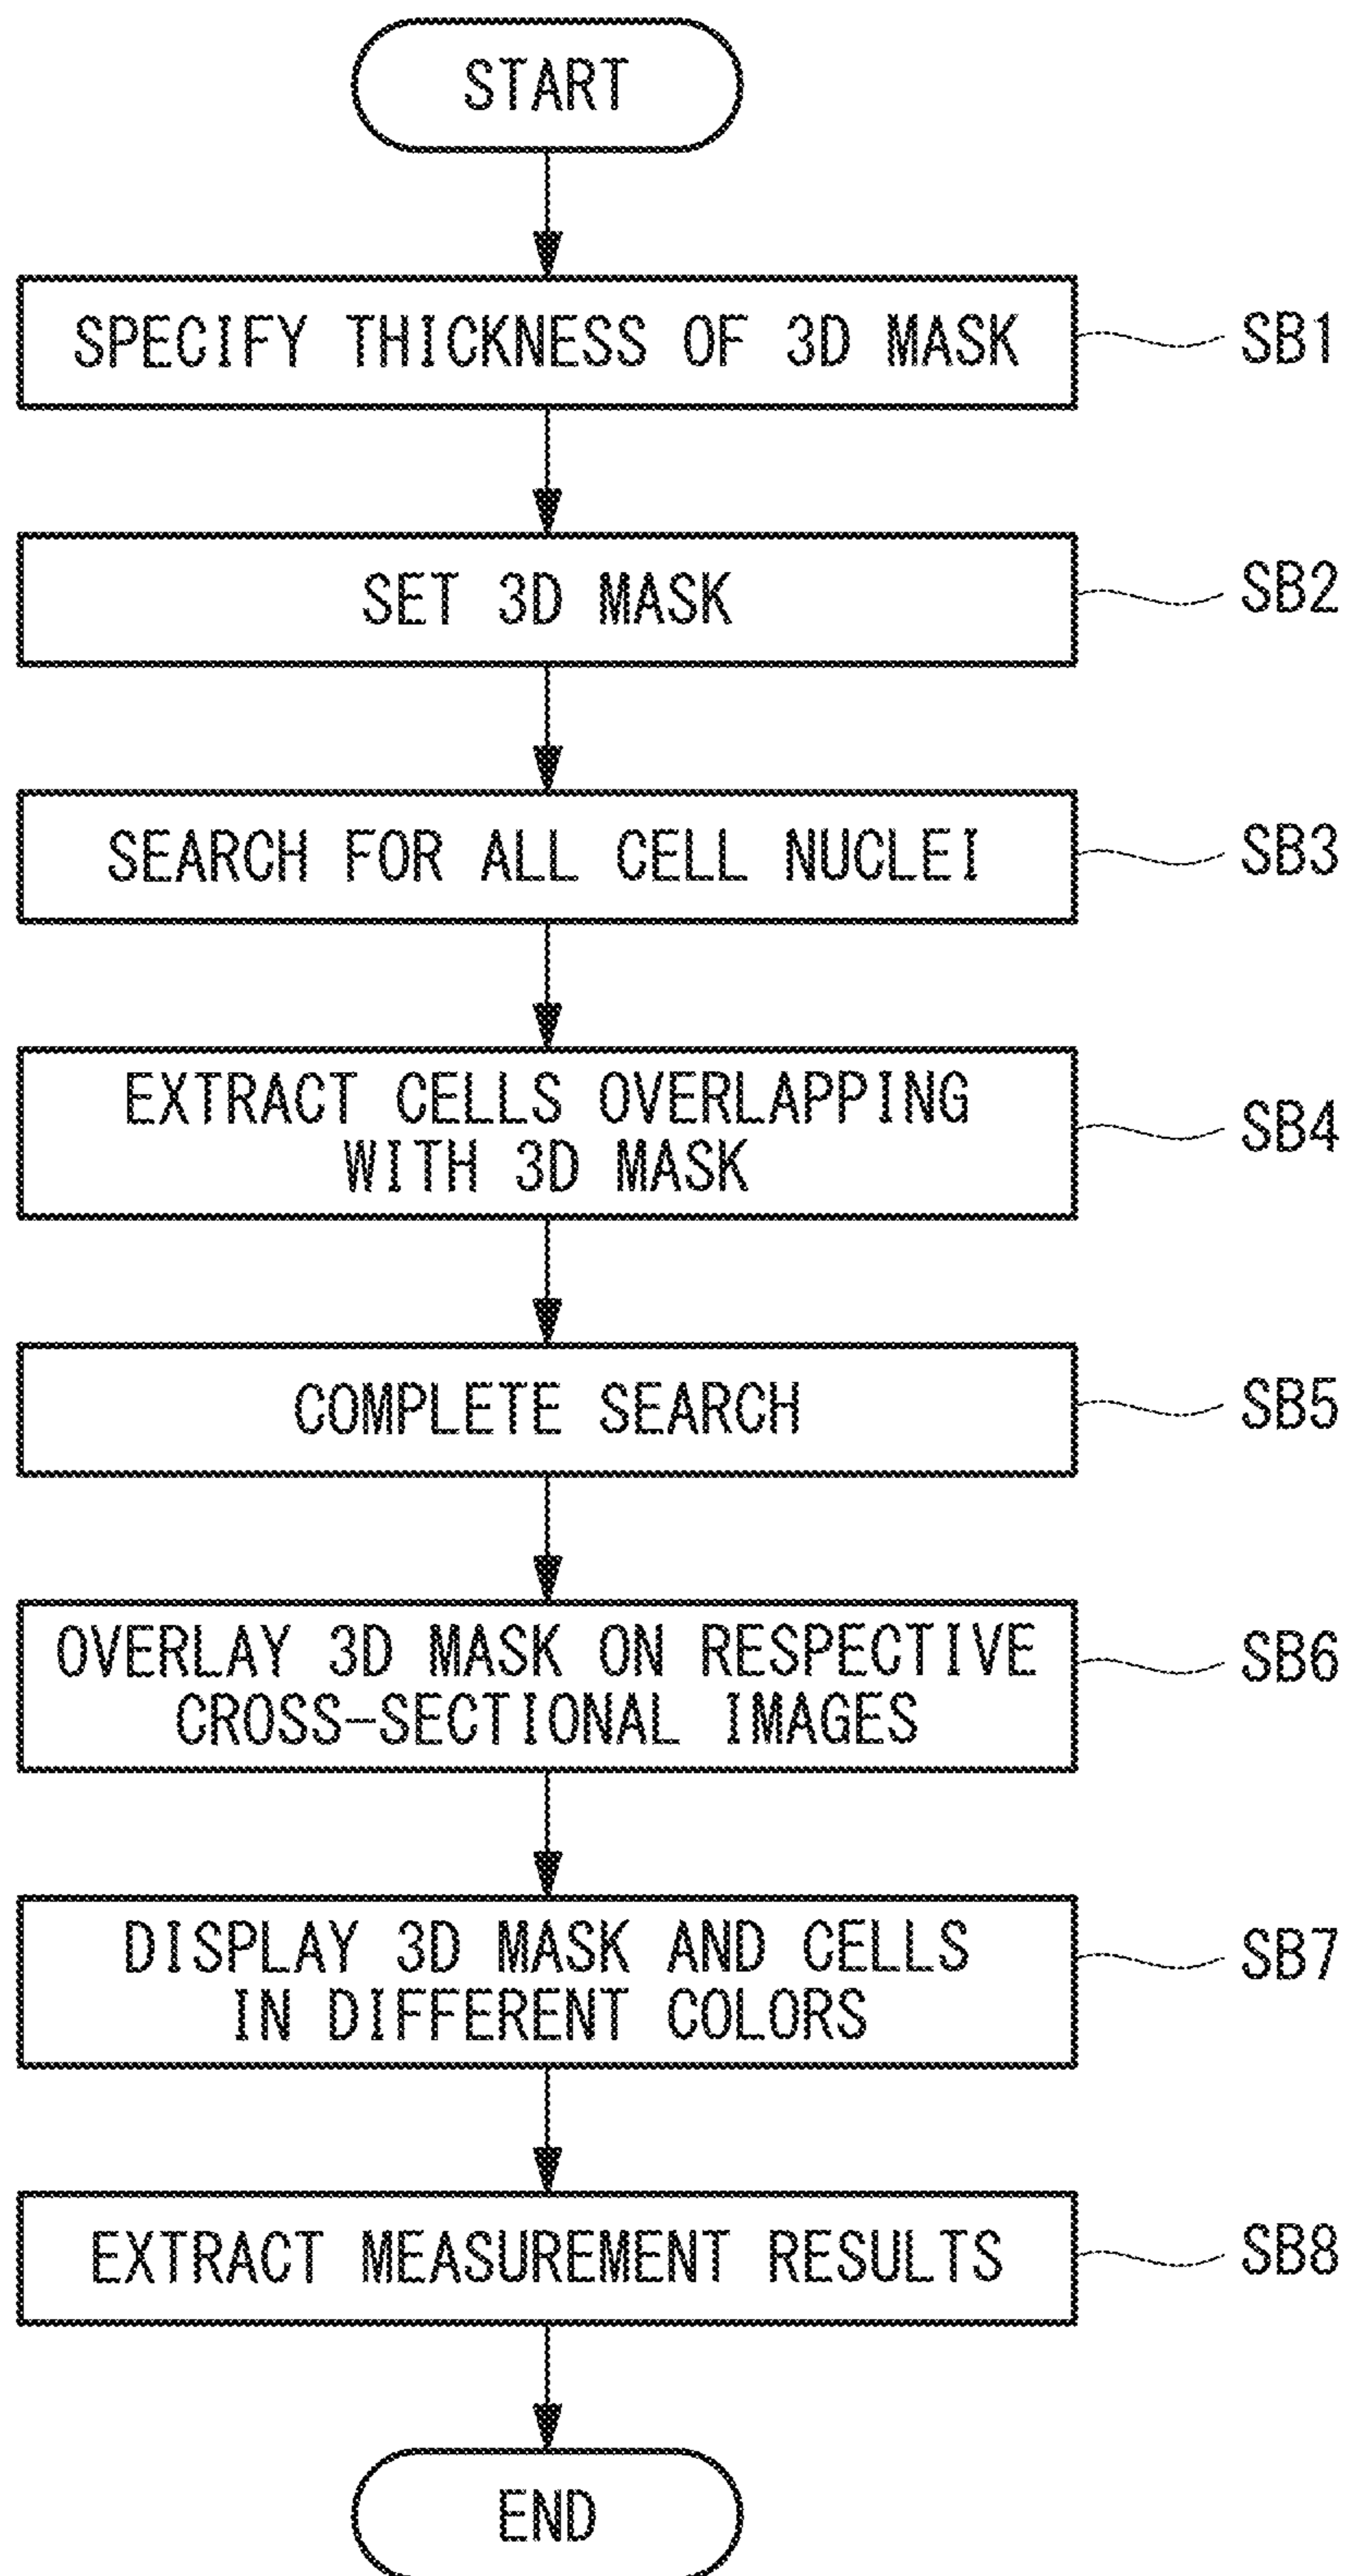 START
SPECIFY THICKNESS OF 3D MASK
SB1
SET 3D MASK
SB2
SEARCH FOR ALL CELL NUCLEI
SB3
EXTRACT CELLS OVERLAPPING
WITH 3D MASK
SB4
COMPLETE SEARCH
SB5
OVERLAY 3D MASK ON RESPECTIVE
CROSS-SECTIONAL IMAGES
SB6
DISPLAY 3D MASK AND CELLS
IN DIFFERENT COLORS
SB7
EXTRACT MEASUREMENT RESULTS
SB8
END